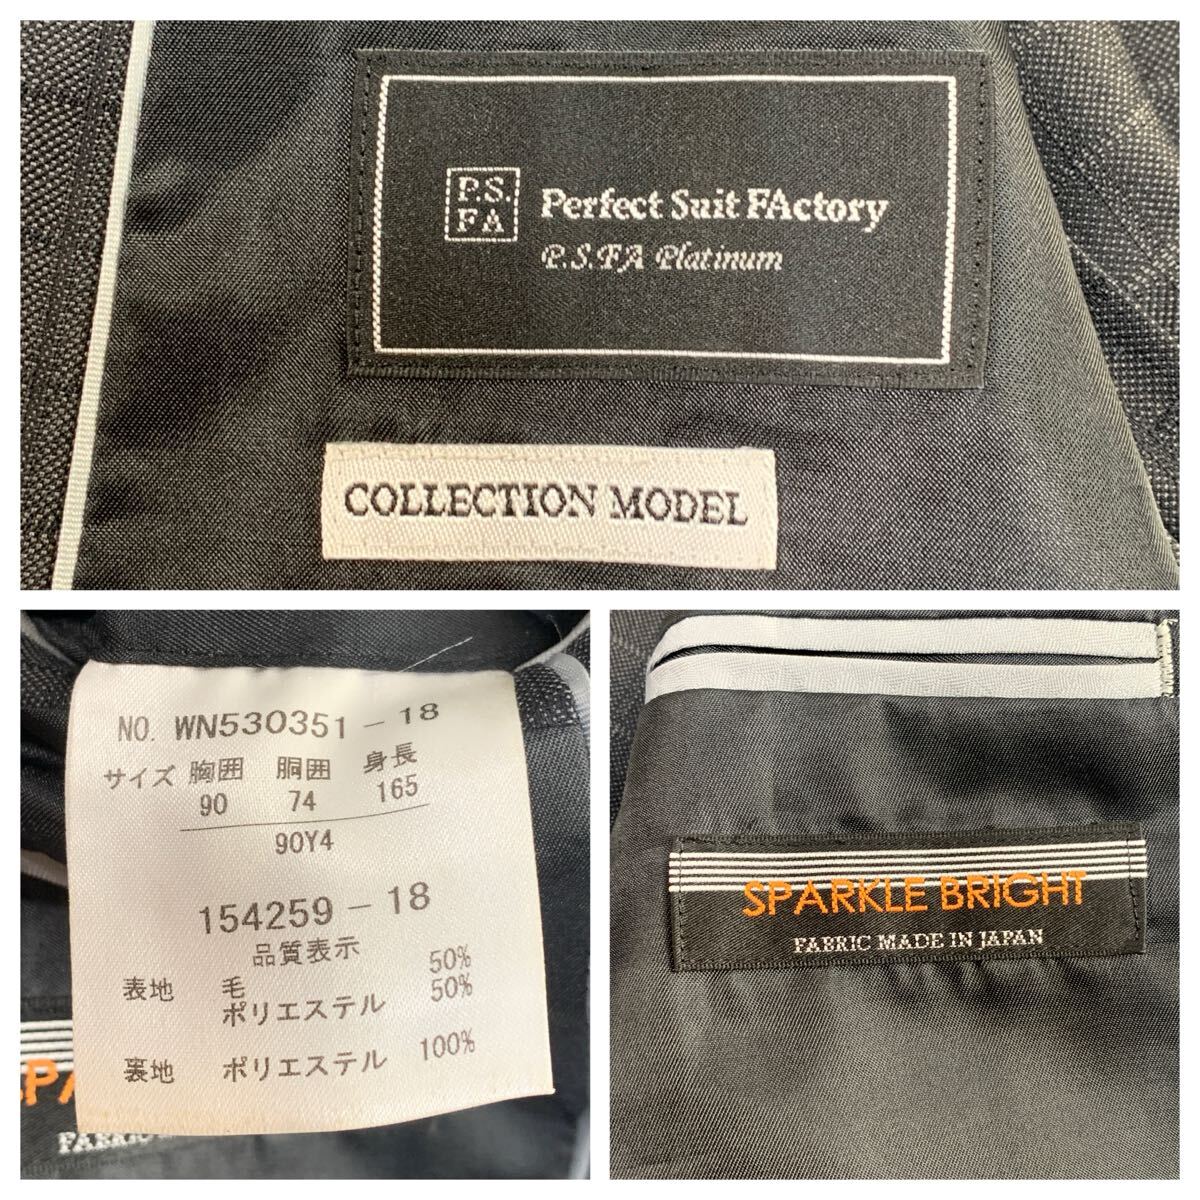 P.S.
FA
Perfect Suit FActory
P.S.FA Platinum
COLLECTION MODEL
NO. WN530351-18
サイズ 胸囲 胴囲 身長
90 74 165
90Y4
154259-18
品質表示
表地 毛 50%
ポリエステル 50%
裏地 ポリエステル 100%
SPA
FABRIC
SPARKLE BRIGHT
FABRIC MADE IN JAPAN